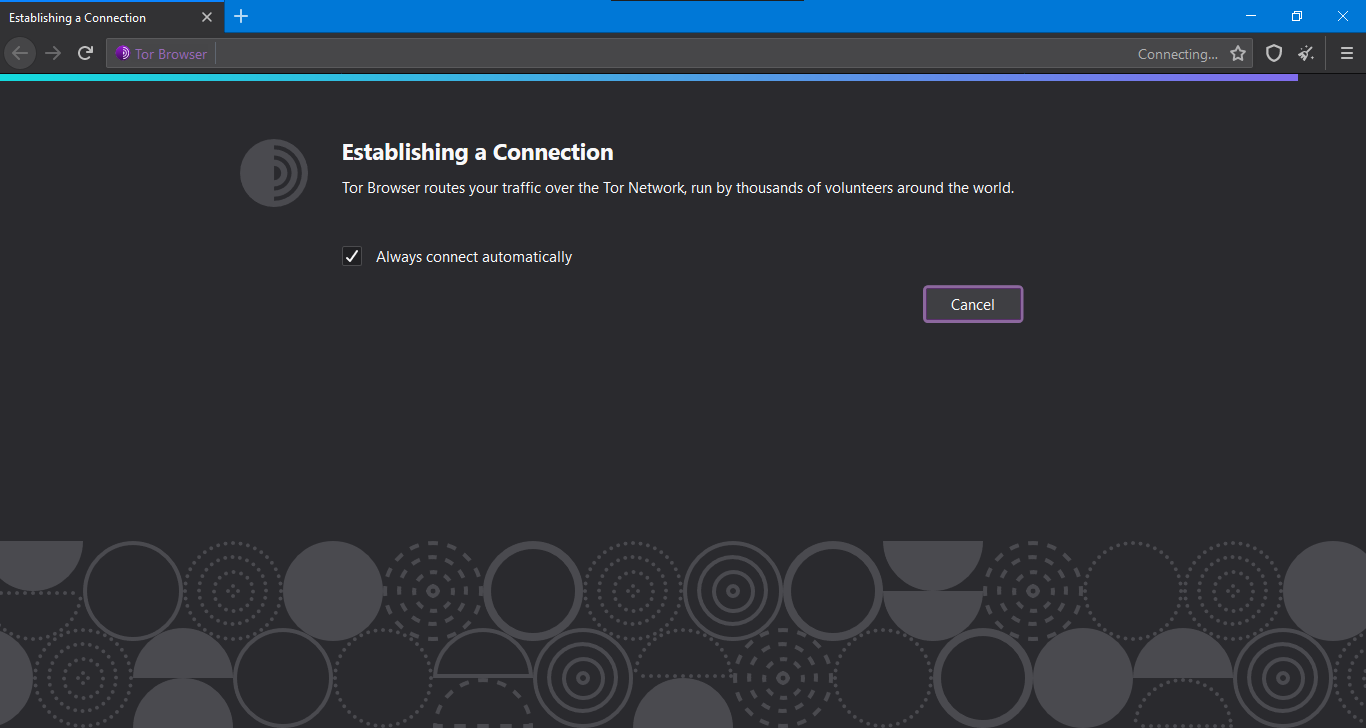 Establishing a Connection
Tor Browser
Connecting...
Establishing a Connection
Tor Browser routes your traffic over the Tor Network, run by thousands of volunteers around the world.
Always connect automatically
Cancel